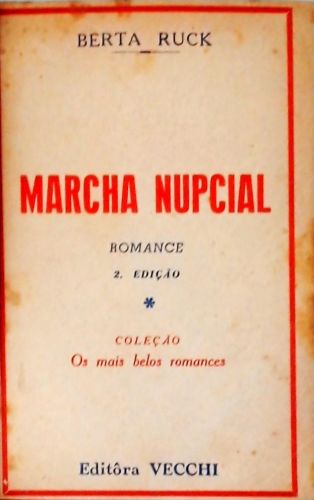 BERTA RUCK
MARCHA NUPCIAL
ROMANCE
2. EDIÇÃO
*
COLEÇÃO
Os mais belos romances
Editôra VECCHI